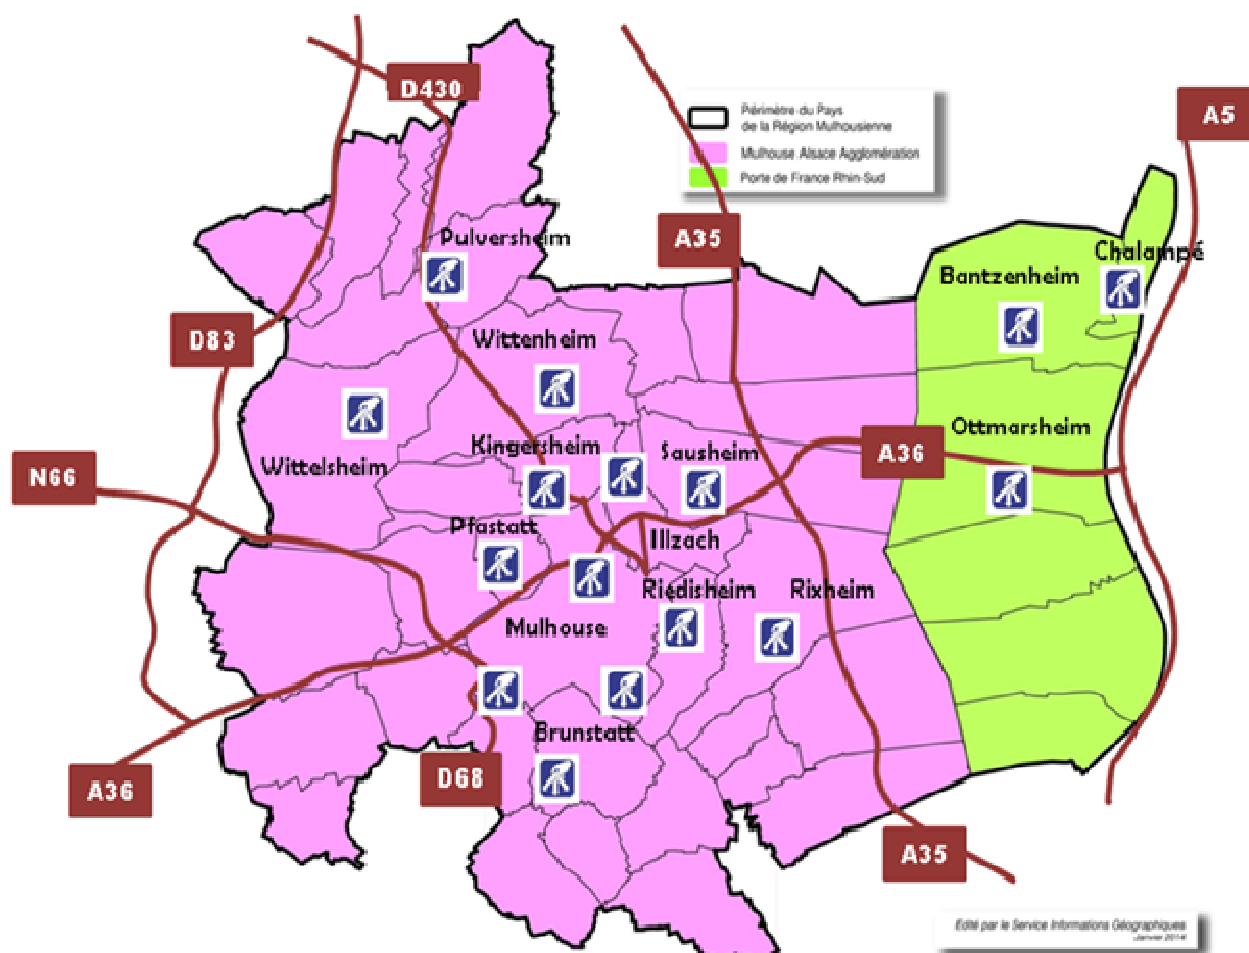 D430
A5
Périmètre du Pays
de la Région Mulhousienne
Mulhouse Alsace Agglomération
Porte de France Rhin-Sud
A35
Pulversheim
Chalampé
Bantzenheim
D83
Wittenheim
Ottmarsheim
Kingersheim
Sausheim
A36
Wittelsheim
N66
Pfastatt
Illzach
Riedisheim
Rixheim
Mulhouse
Brunstatt
D68
A36
A35
Edité par le Service Informations Géographiques
Janvier 2014